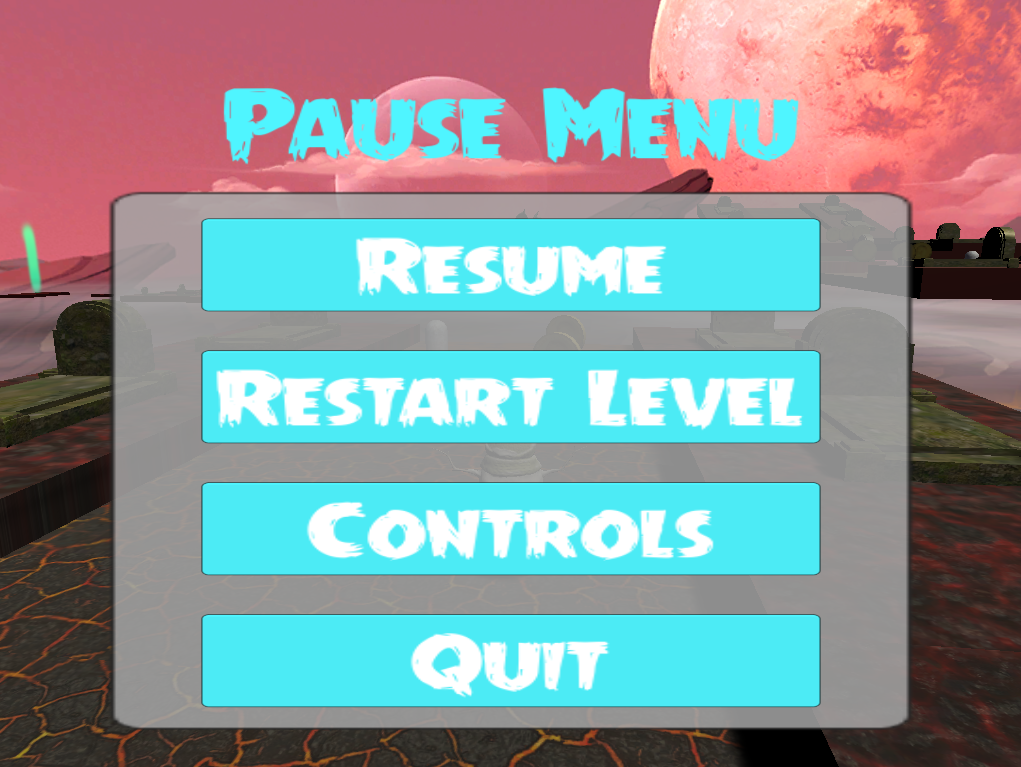 Pause Menu
Resume
Restart Level
Controls
Quit